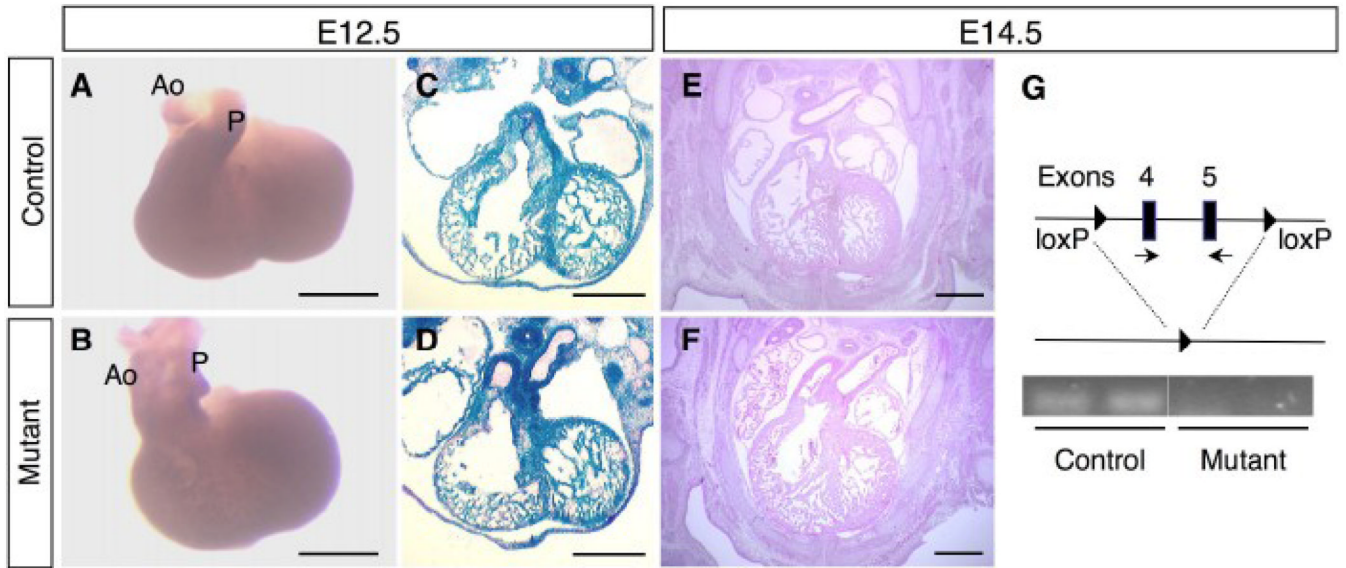 E12.5
E14.5
Control
Mutant
A
Ao
P
B
Ao
P
C
D
E
F
G
Exons 4 5
loxP loxP
Control Mutant